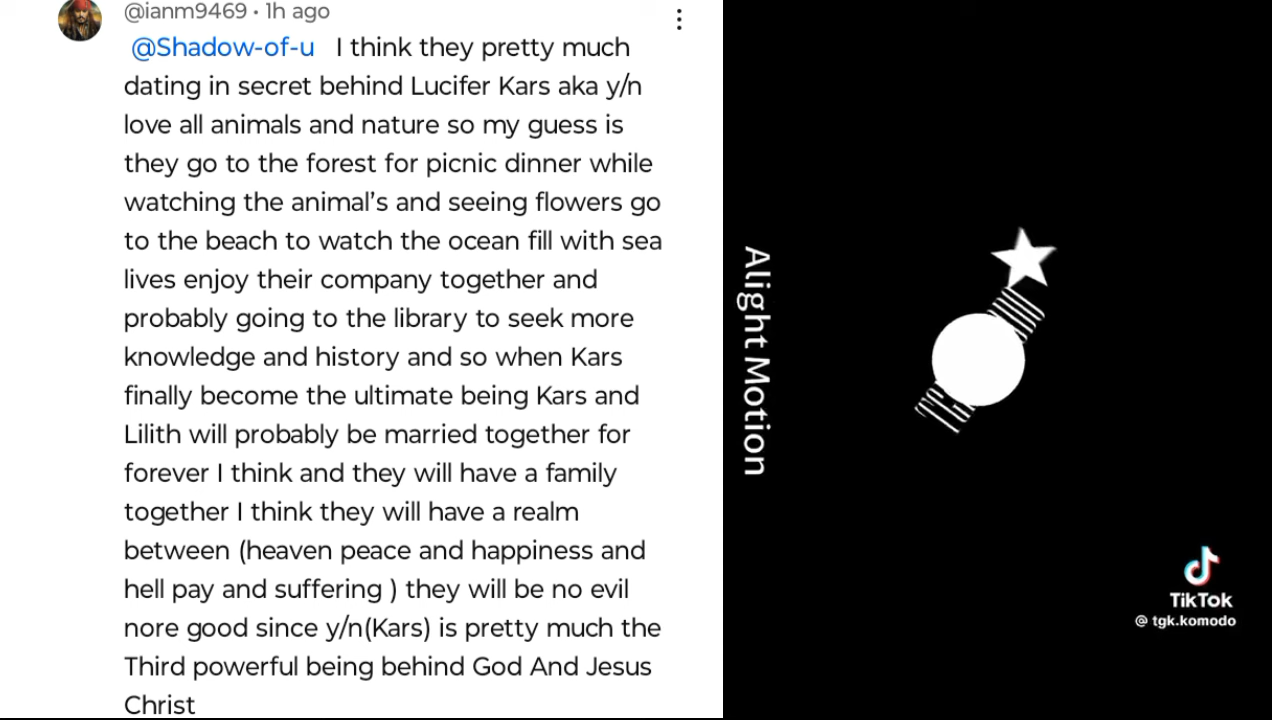 @ianm9469 • 1h ago
@Shadow-of-u I think they pretty much
dating in secret behind Lucifer Kars aka y/n
love all animals and nature so my guess is
they go to the forest for picnic dinner while
watching the animal's and seeing flowers go
to the beach to watch the ocean fill with sea
lives enjoy their company together and
probably going to the library to seek more
knowledge and history and so when Kars
finally become the ultimate being Kars and
Lilith will probably be married together for
forever I think and they will have a family
together I think they will have a realm
between (heaven peace and happiness and
hell pay and suffering ) they will be no evil
nore good since y/n(Kars) is pretty much the
Third powerful being behind God And Jesus
Christ
Alight Motion
TikTok
@ tgk.komodo